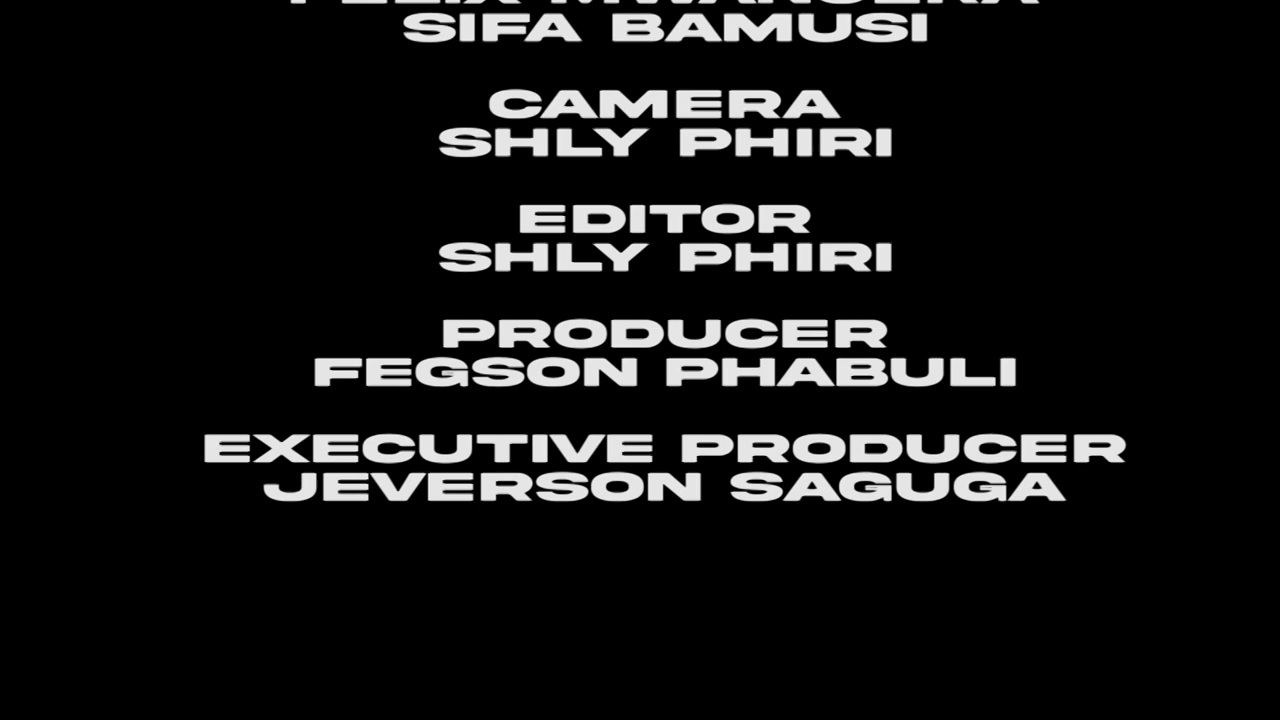 SIFA BAMUSI
CAMERA
SHLY PHIRI
EDITOR
SHLY PHIRI
PRODUCER
FEGSON PHABULI
EXECUTIVE PRODUCER
JEVERSON SAGUGA